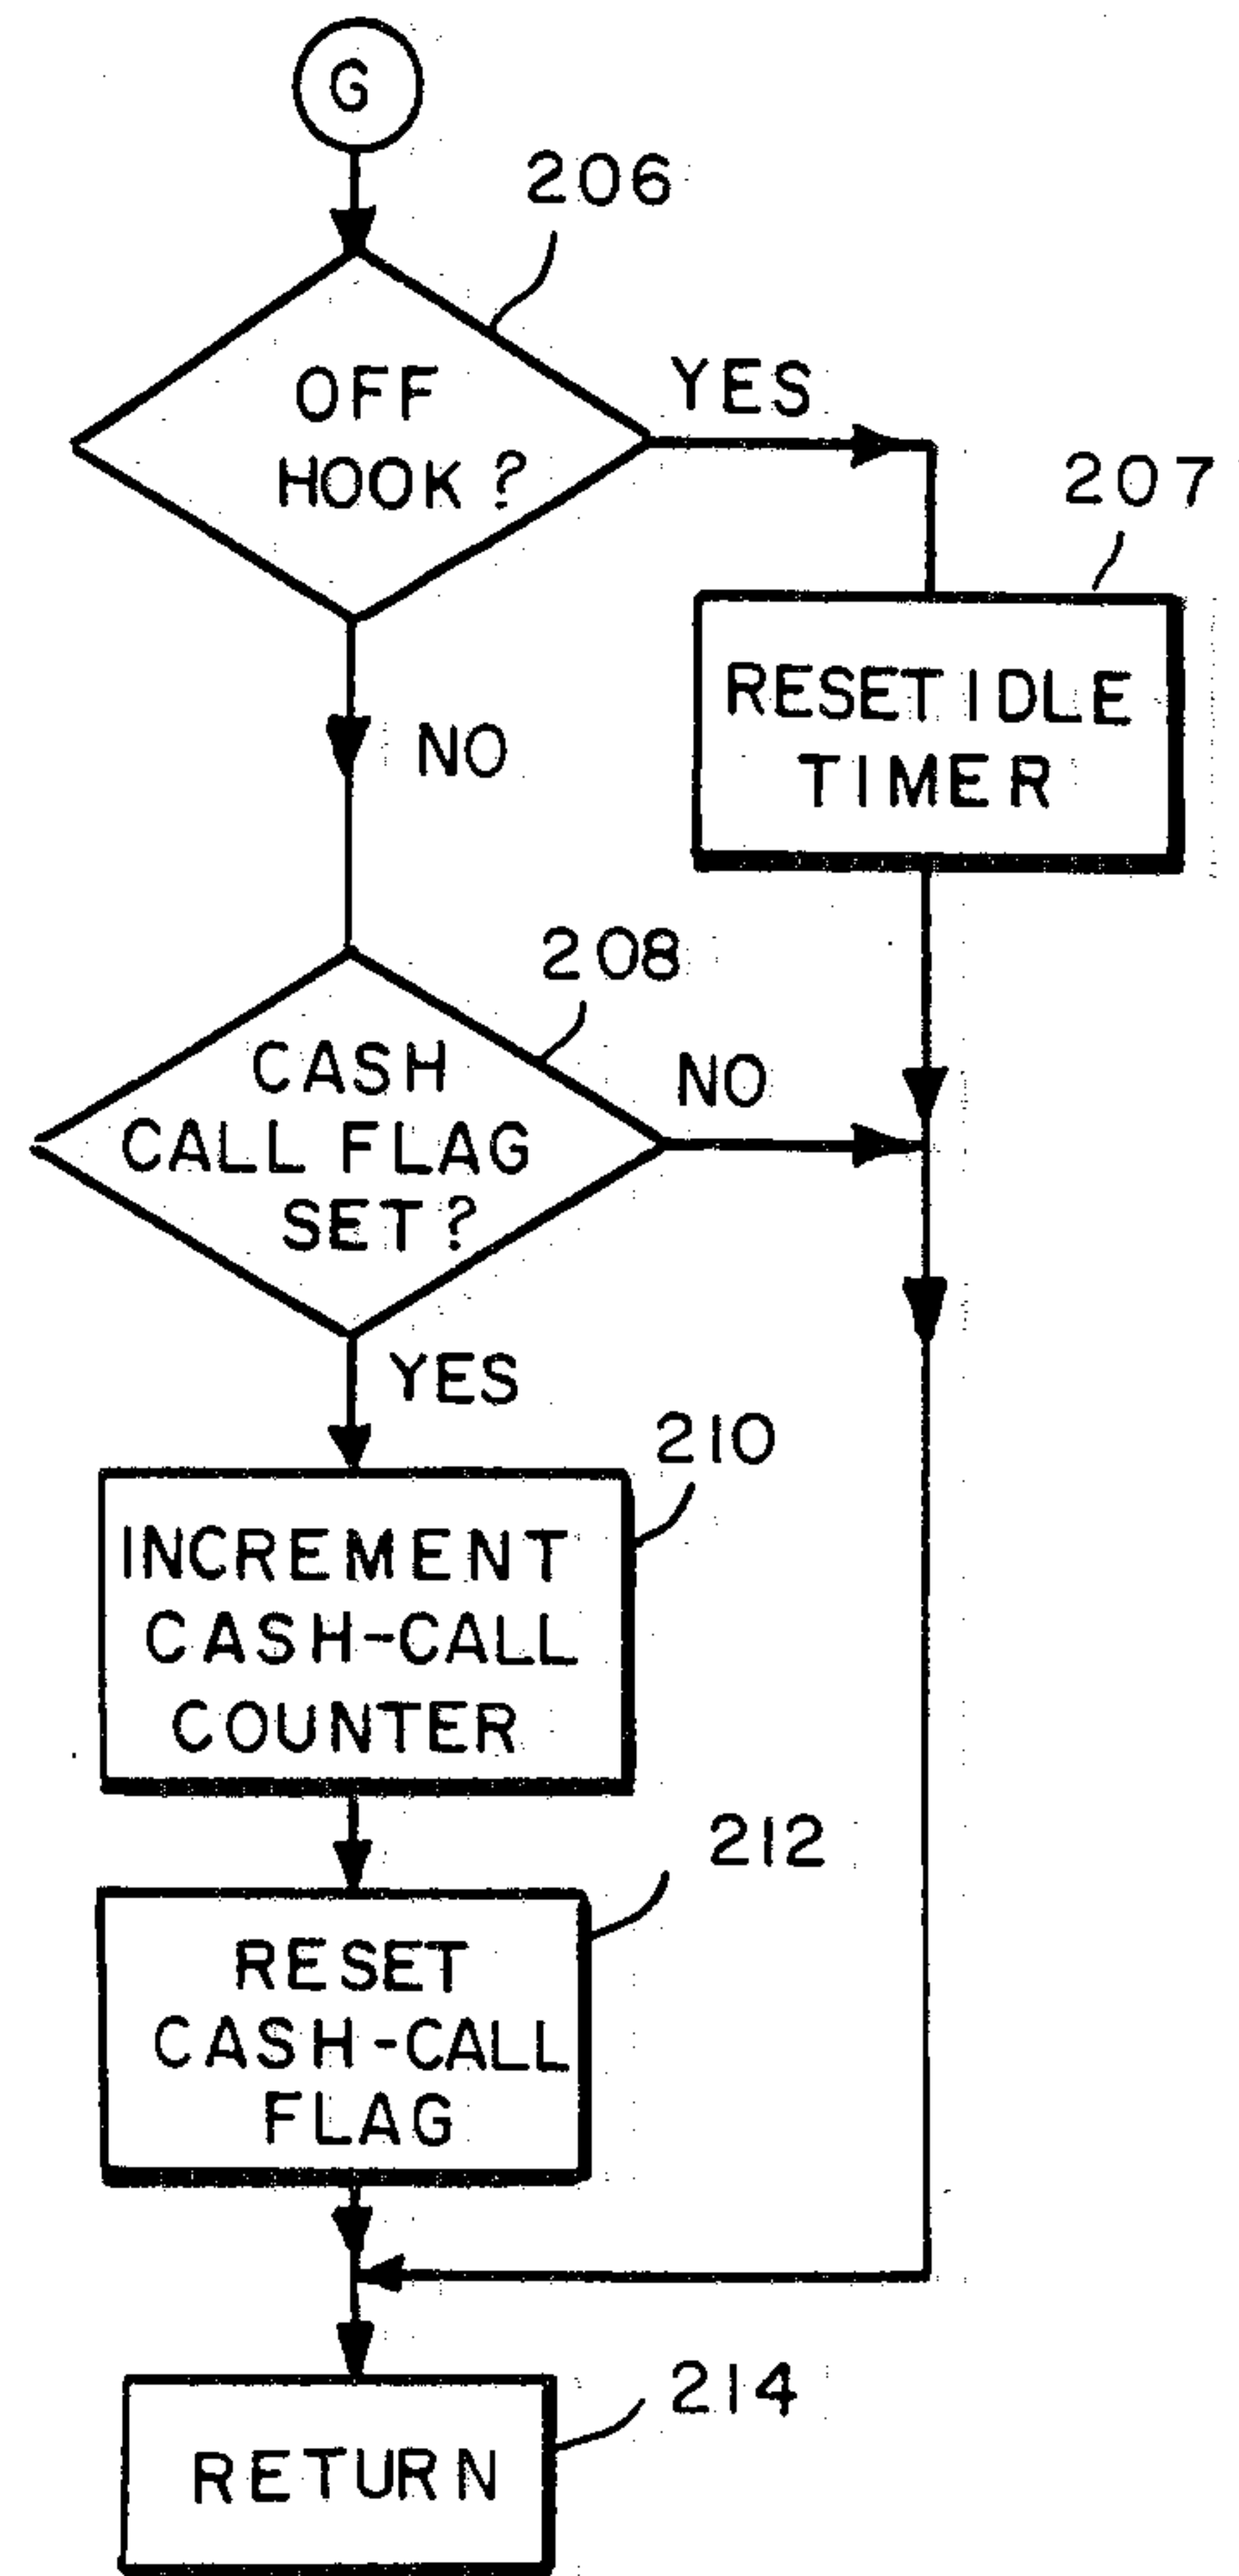 G
206
OFF
HOOK?
YES
207
RESET IDLE
TIMER
NO
208
CASH
CALL FLAG
SET?
NO
YES
210
INCREMENT
CASH-CALL
COUNTER
212
RESET
CASH-CALL
FLAG
214
RETURN